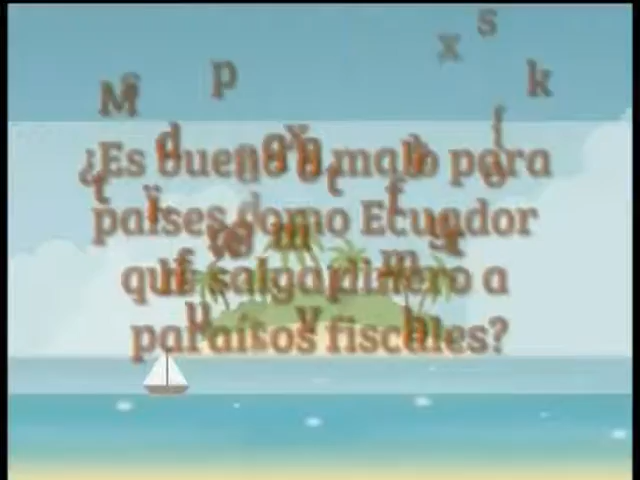 ¿Es bueno o malo para
países como Ecuador
que salga dinero a
paraísos fiscales?